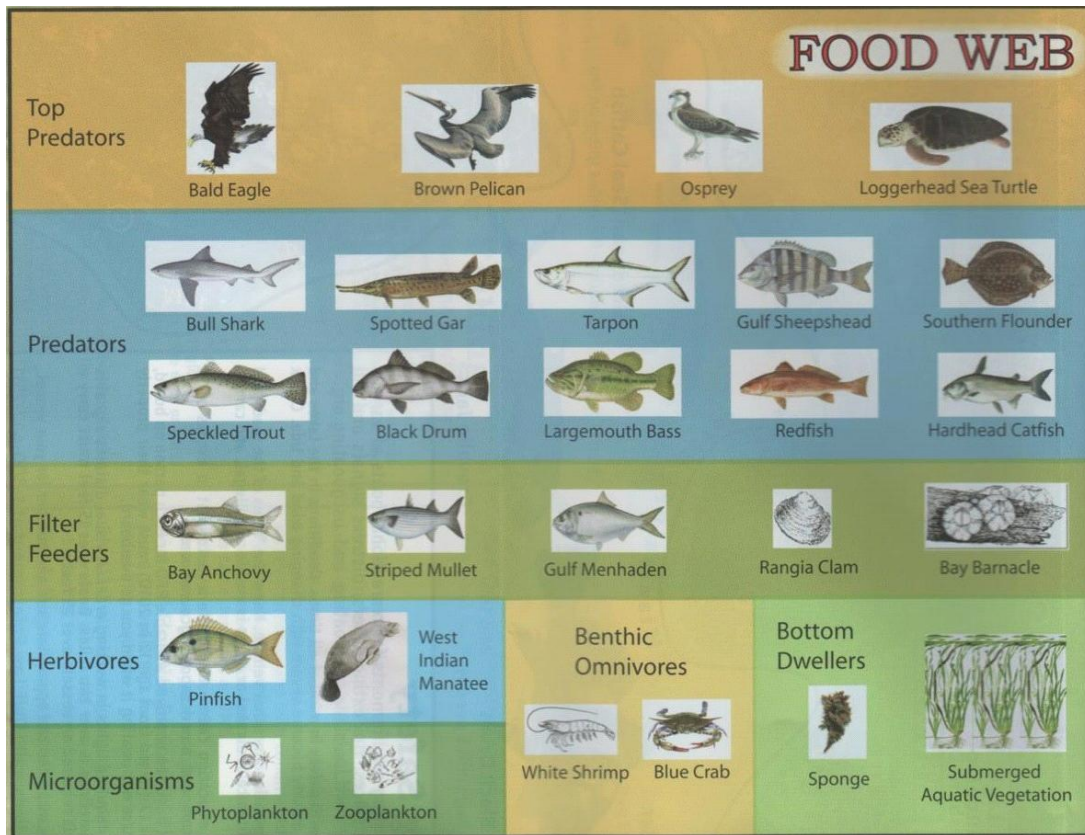 FOOD WEB
Top
Predators
Bald Eagle
Brown Pelican
Osprey
Loggerhead Sea Turtle
Predators
Bull Shark
Spotted Gar
Tarpon
Gulf Sheepshead
Southern Flounder
Speckled Trout
Black Drum
Largemouth Bass
Redfish
Hardhead Catfish
Filter
Feeders
Bay Anchovy
Striped Mullet
Gulf Menhaden
Rangia Clam
Bay Barnacle
Herbivores
Pinfish
West
Indian
Manatee
Benthic
Omnivores
White Shrimp
Blue Crab
Bottom
Dwellers
Sponge
Submerged
Aquatic Vegetation
Microorganisms
Phytoplankton
Zooplankton